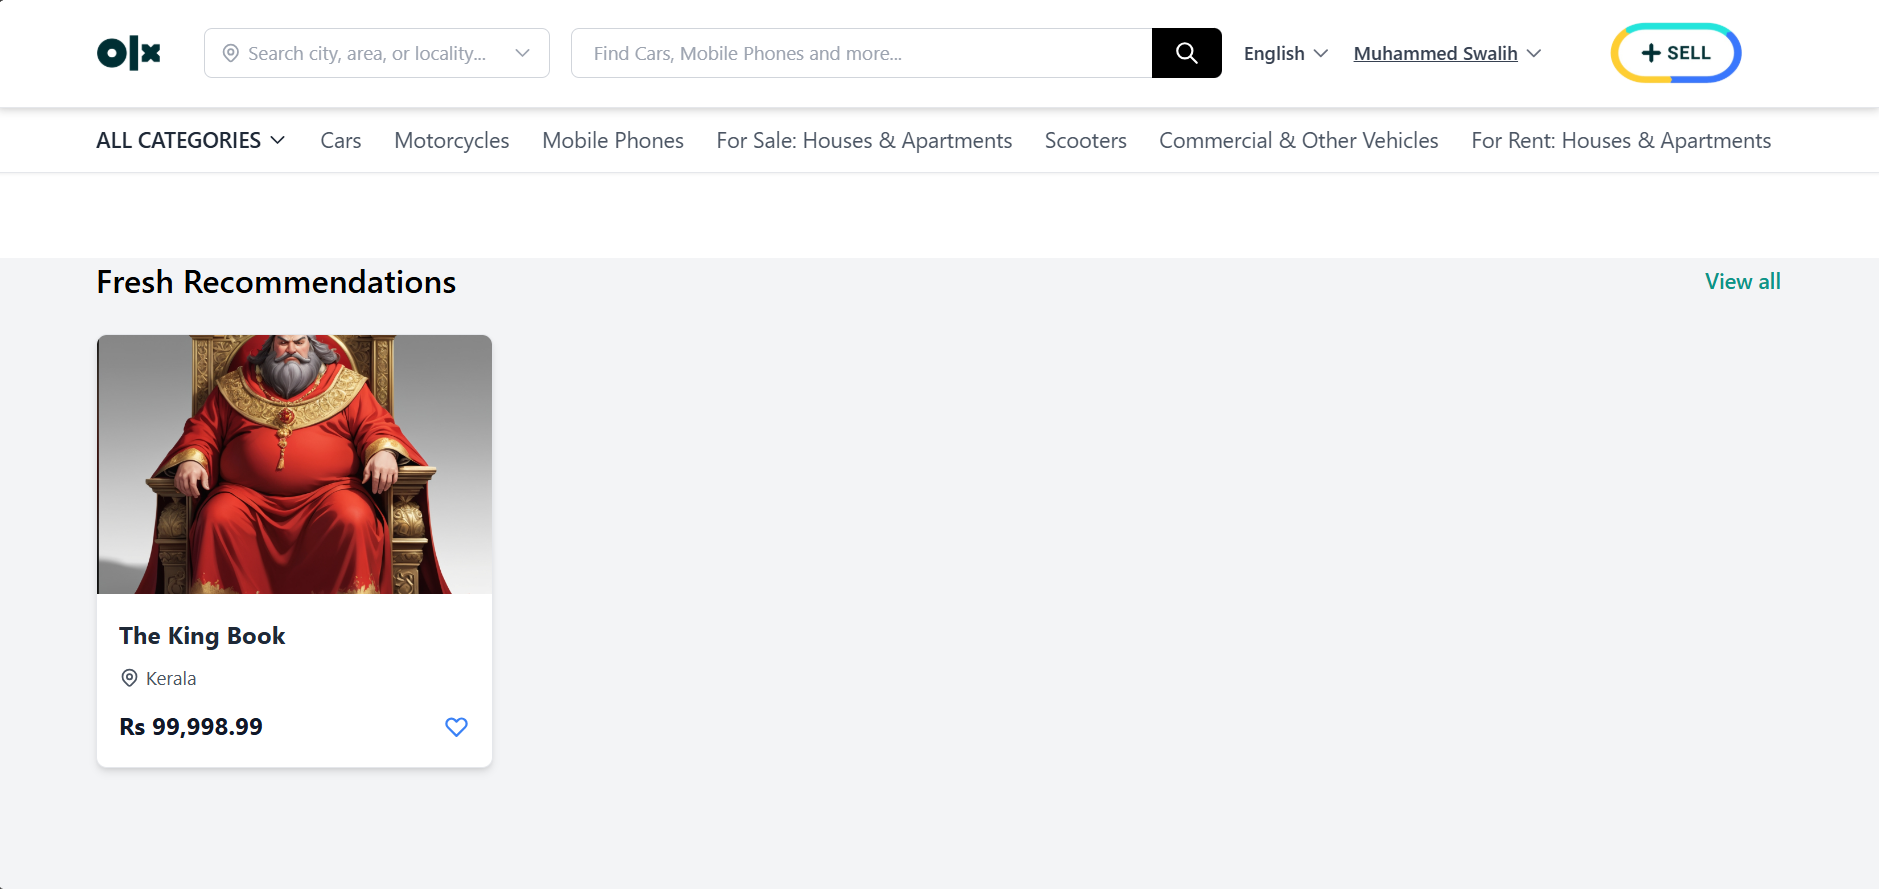 olx
Search city, area, or locality...
Find Cars, Mobile Phones and more...
English
Muhammed Swalih
+ SELL
ALL CATEGORIES
Cars
Motorcycles
Mobile Phones
For Sale: Houses & Apartments
Scooters
Commercial & Other Vehicles
For Rent: Houses & Apartments
Fresh Recommendations
View all
The King Book
Kerala
Rs 99,998.99